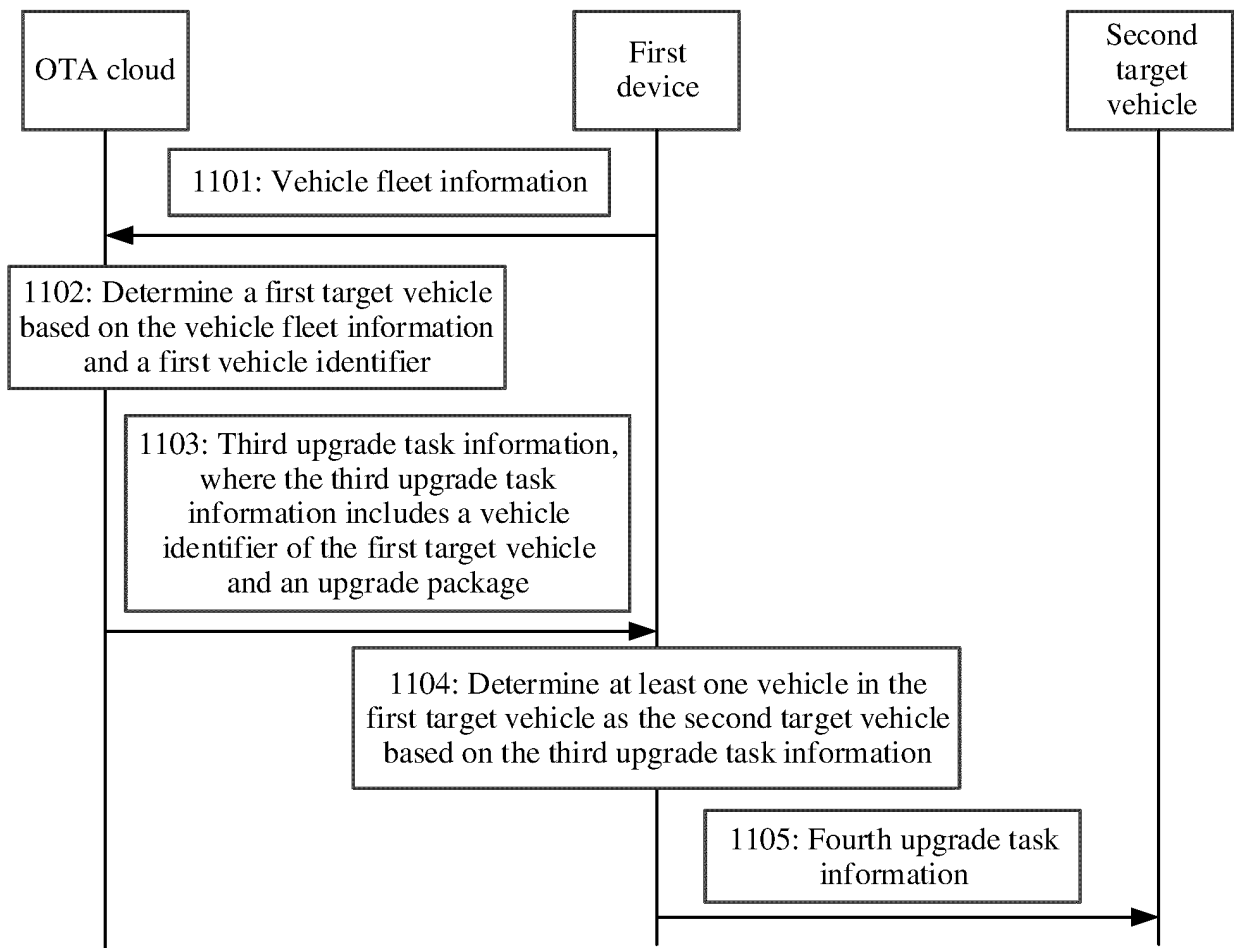 OTA cloud
First
device
Second
target
vehicle
1101: Vehicle fleet information
1102: Determine a first target vehicle
based on the vehicle fleet information
and a first vehicle identifier
1103: Third upgrade task information,
where the third upgrade task
information includes a vehicle
identifier of the first target vehicle
and an upgrade package
1104: Determine at least one vehicle in the
first target vehicle as the second target vehicle
based on the third upgrade task information
1105: Fourth upgrade task
information